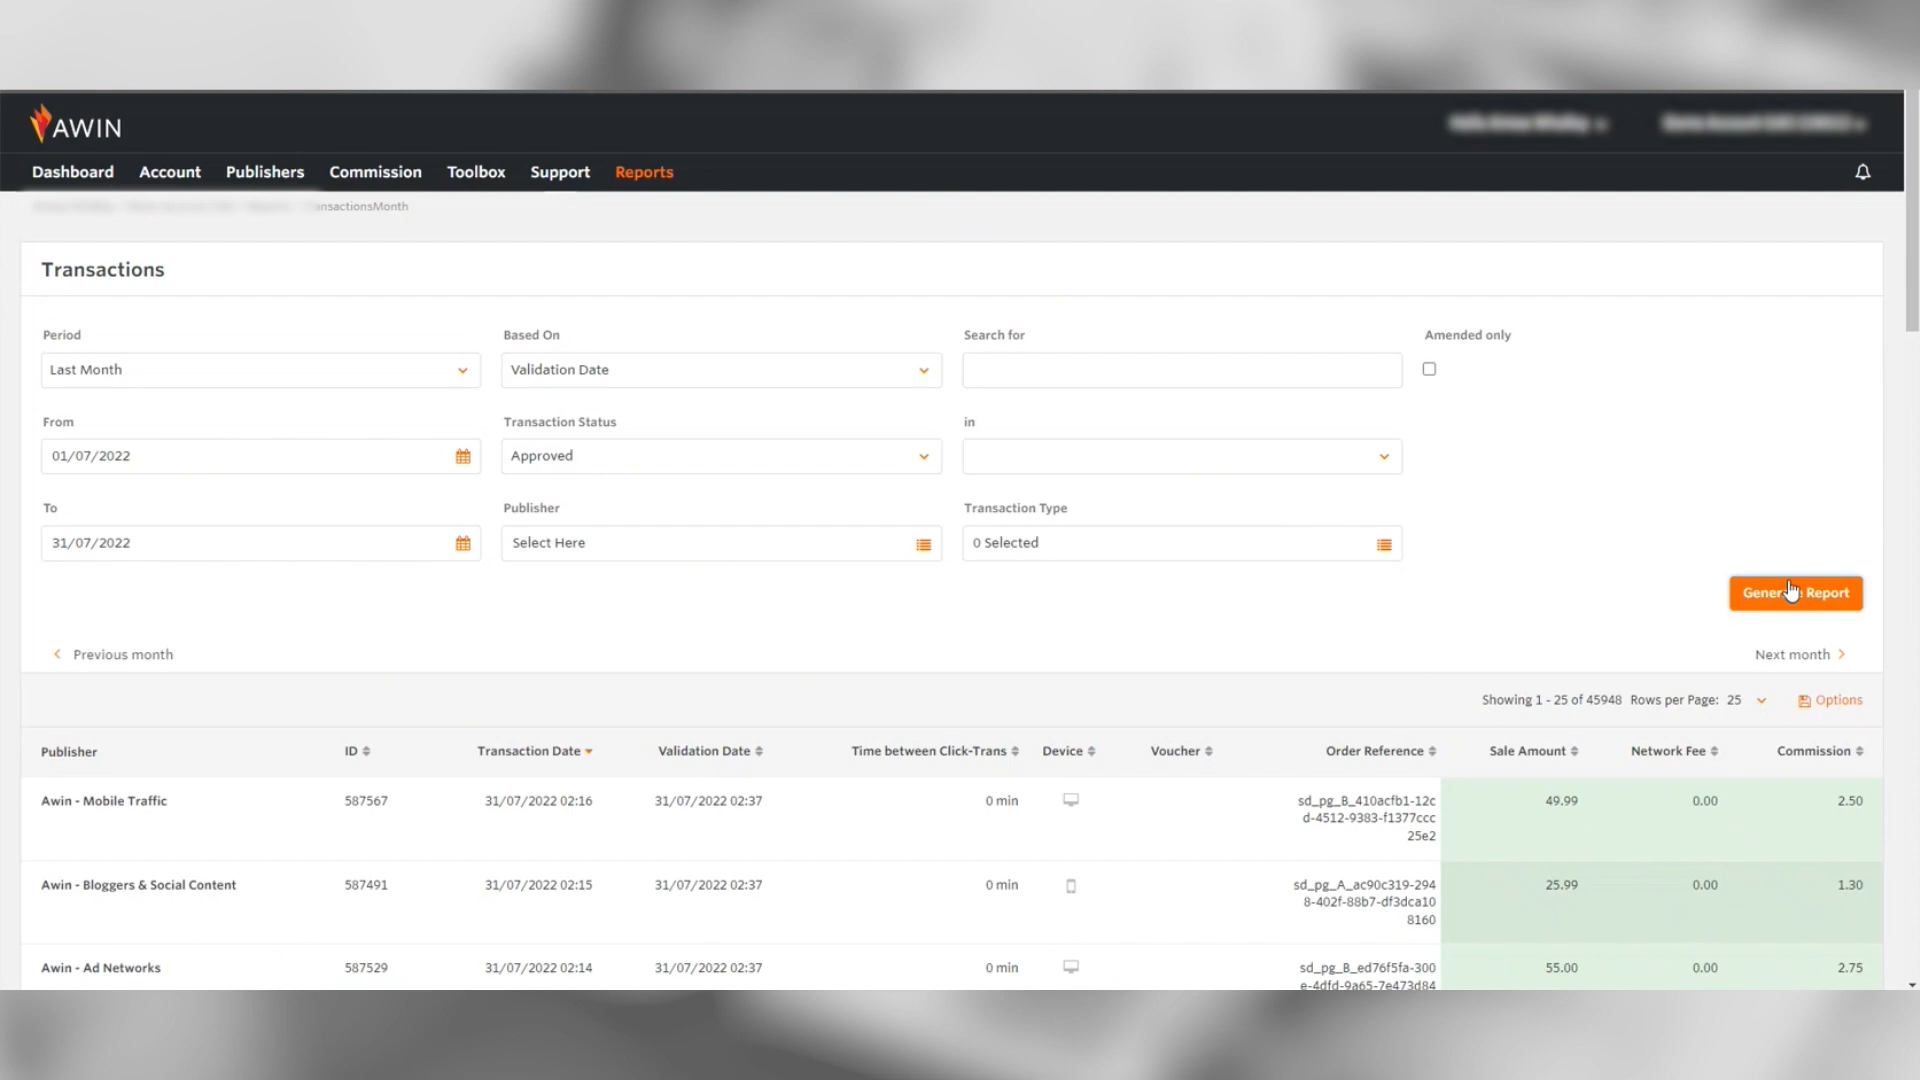 AWIN
Dashboard Account Publishers Commission Toolbox Support Reports
ansactionsMonth
Transactions
Period Based On Search for Amended only
Last Month Validation Date
From Transaction Status in
01/07/2022 Approved
To Publisher Transaction Type
31/07/2022 Select Here 0 Selected
Report
Previous month Next month
Showing 1 - 25 of 45948 Rows per Page: 25 Options
Publisher ID Transaction Date Validation Date Time between Click-Trans Device Voucher Order Reference Sale Amount Network Fee Commission
Awin - Mobile Traffic 587567 31/07/2022 02:16 31/07/2022 02:37 0 min sd_pg_B_410acfb1-12c 49.99 0.00 2.50
d-4512-9383-f1377ccc
25e2
Awin - Bloggers & Social Content 587491 31/07/2022 02:15 31/07/2022 02:37 0 min sd_pg_A_ac90c319-294 25.99 0.00 1.30
8-402f-88b7-df3dca10
8160
Awin - Ad Networks 587529 31/07/2022 02:14 31/07/2022 02:37 0 min sd_pg_B_ed76f5fa-300 55.00 0.00 2.75
e-4dfd-9a65-7e473d84